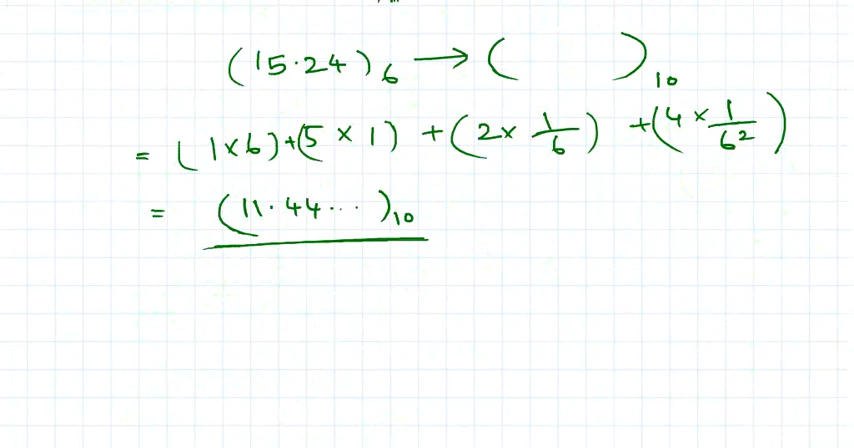 (15.24)₆ → ( )₁₀
= (1×6)+(5×1)+(2×1/6)+(4×1/6²)
= (11.44...)₁₀